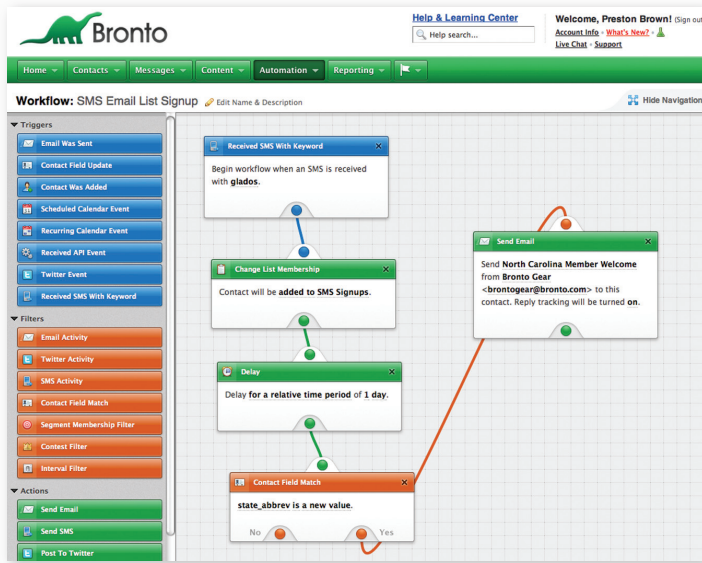 Bronto
Help & Learning Center
Help search...
Welcome, Preston Brown! (Sign out
Account Info - What's New? -
Live Chat - Support
Home
Contacts
Messages
Content
Automation
Reporting
Workflow: SMS Email List Signup
Edit Name & Description
Hide Navigation
Triggers
Email Was Sent
Contact Field Update
Contact Was Added
Scheduled Calendar Event
Recurring Calendar Event
Received API Event
Twitter Event
Received SMS With Keyword
Filters
Email Activity
Twitter Activity
SMS Activity
Contact Field Match
Segment Membership Filter
Contest Filter
Interval Filter
Actions
Send Email
Send SMS
Post To Twitter
Received SMS With Keyword
Begin workflow when an SMS is received
with glados.
Change List Membership
Contact will be added to SMS Signups.
Delay
Delay for a relative time period of 1 day.
Contact Field Match
state_abbrev is a new value.
No
Yes
Send Email
Send North Carolina Member Welcome
from Bronto Gear
<brontogear@bronto.com> to this
contact. Reply tracking will be turned on.